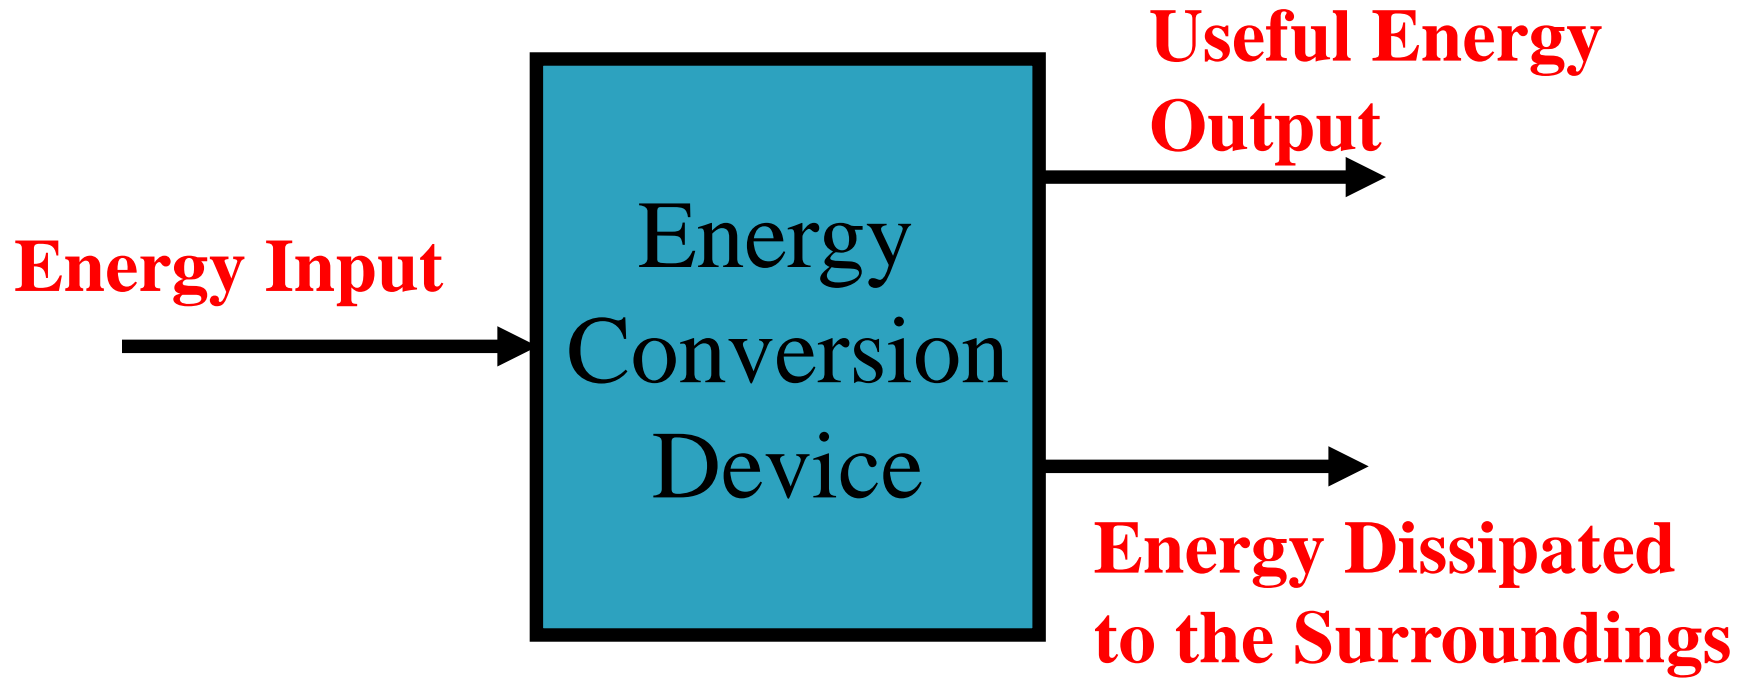 Useful Energy
Output
Energy Input
Energy
Conversion
Device
Energy Dissipated
to the Surroundings